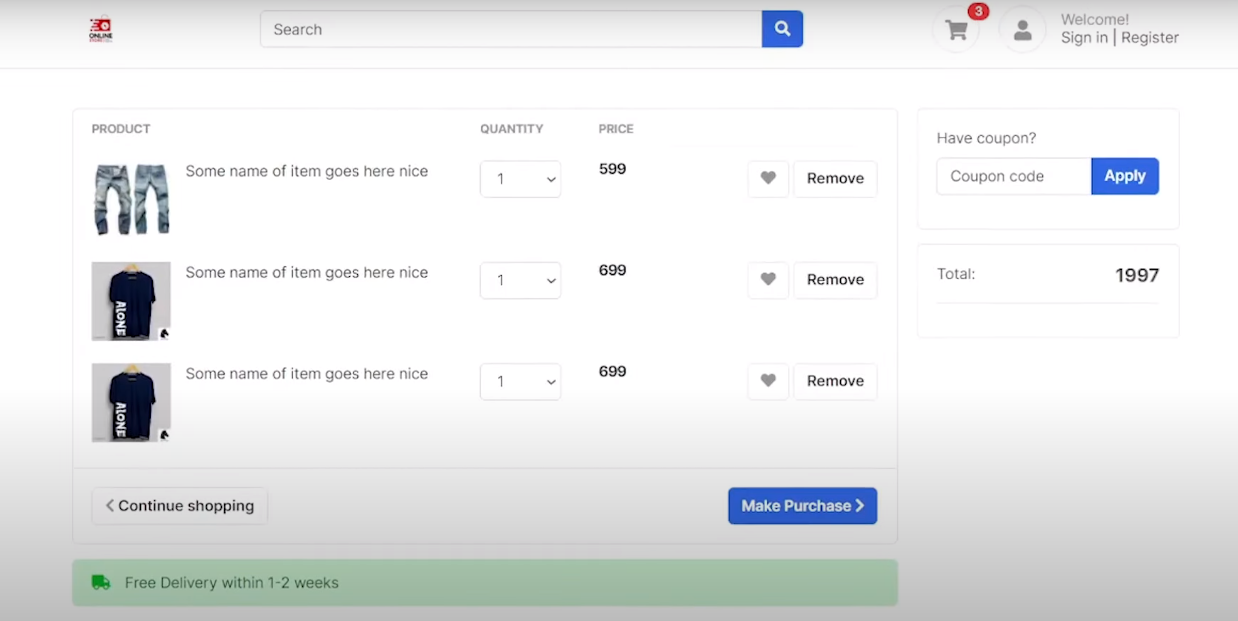 ONLINE
Search
3
Welcome!
Sign in | Register
PRODUCT
QUANTITY
PRICE
Some name of item goes here nice
1
599
Remove
ALONE
Some name of item goes here nice
1
699
Remove
ALONE
Some name of item goes here nice
1
699
Remove
Continue shopping
Make Purchase
Free Delivery within 1-2 weeks
Have coupon?
Coupon code
Apply
Total:
1997